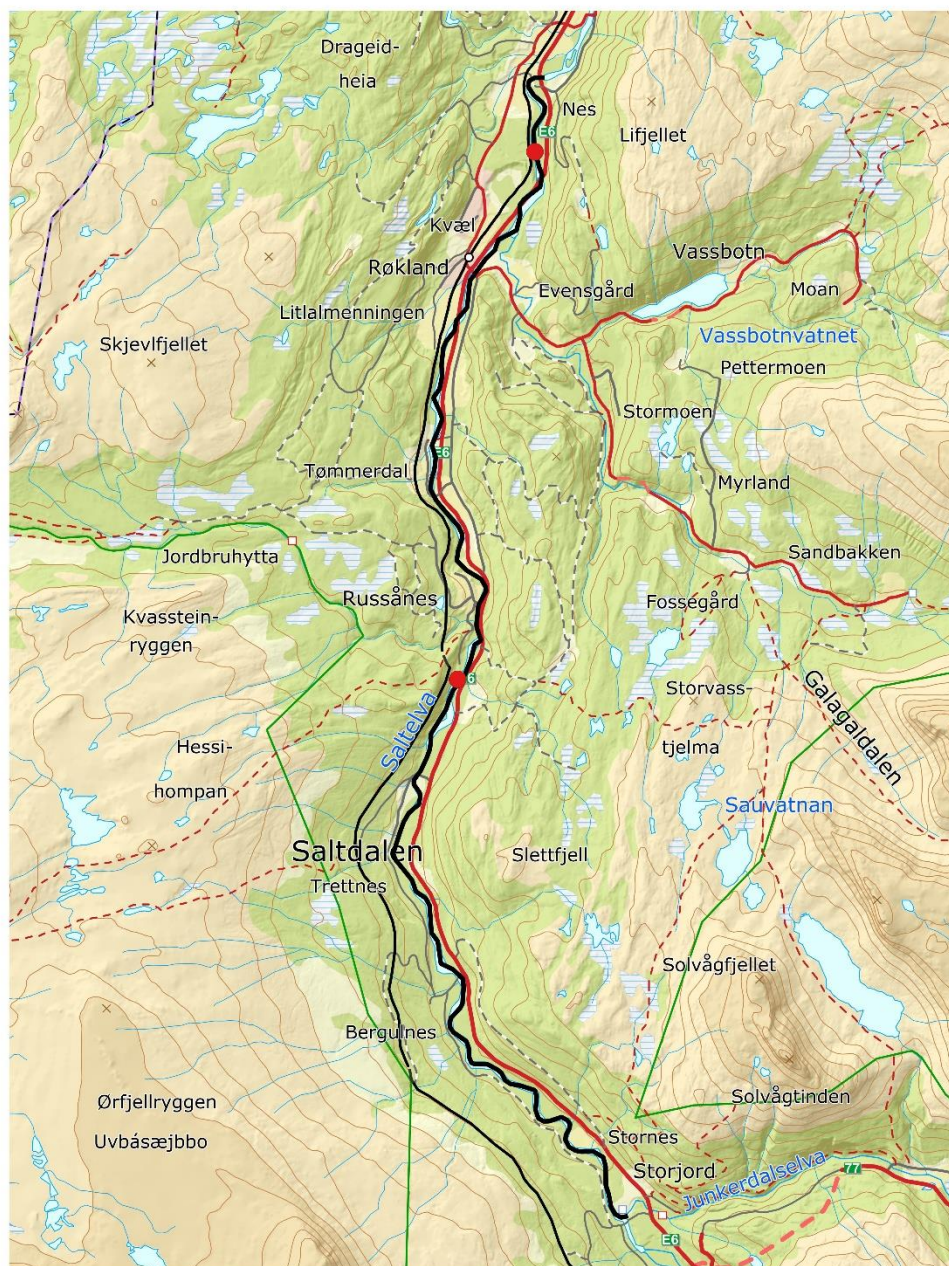 Drageid-
heia
Nes
E6
Lifjellet
Kvæl
Vassbotn
Røkland
Evensgård
Moan
Litlalmenningen
Vassbotnvatnet
Skjevlfjellet
Pettermoen
Stormoen
E6
Tømmerdal
Myrland
Jordbruhytta
Sandbakken
Russånes
Fossegård
Kvasstein-
ryggen
6
Storvass-
Galagaldalen
Saltelva
Hessi-
tjelma
hompan
Sauvatnan
Saltdalen
Slettfjell
Trettnes
Solvågfjellet
Bergulnes
Ørfjellryggen
Solvågtinden
Uvbásæjbbo
Stornes
Storjord
77
Junkerdalselva
E6